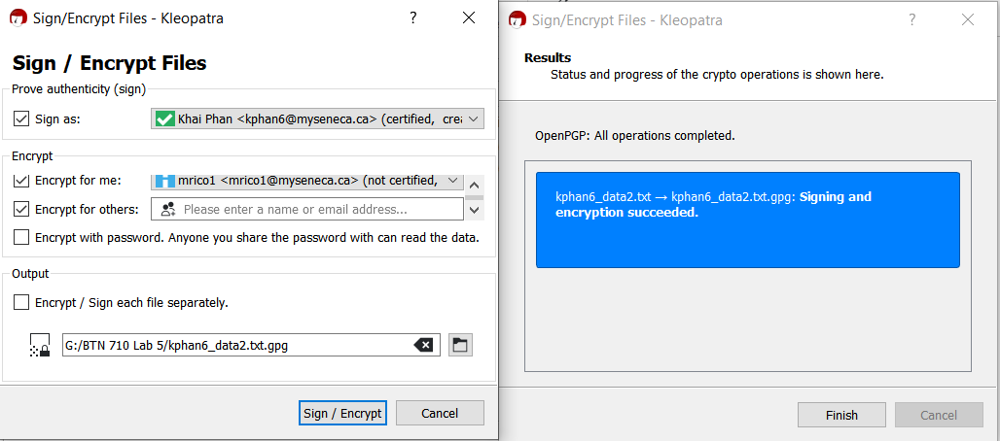 Sign/Encrypt Files - Kleopatra
?
Sign / Encrypt Files
Prove authenticity (sign)
Sign as:
Khai Phan <kphan6@myseneca.ca> (certified, crea
Encrypt
Encrypt for me:
mrico1 <mrico1@myseneca.ca> (not certified,
Encrypt for others:
Please enter a name or email address...
Encrypt with password. Anyone you share the password with can read the data.
Output
Encrypt / Sign each file separately.
G:/BTN 710 Lab 5/kphan6_data2.txt.gpg
Sign / Encrypt
Cancel
Sign/Encrypt Files - Kleopatra
?
Results
Status and progress of the crypto operations is shown here.
OpenPGP: All operations completed.
kphan6_data2.txt → kphan6_data2.txt.gpg: Signing and
encryption succeeded.
Finish
Cancel